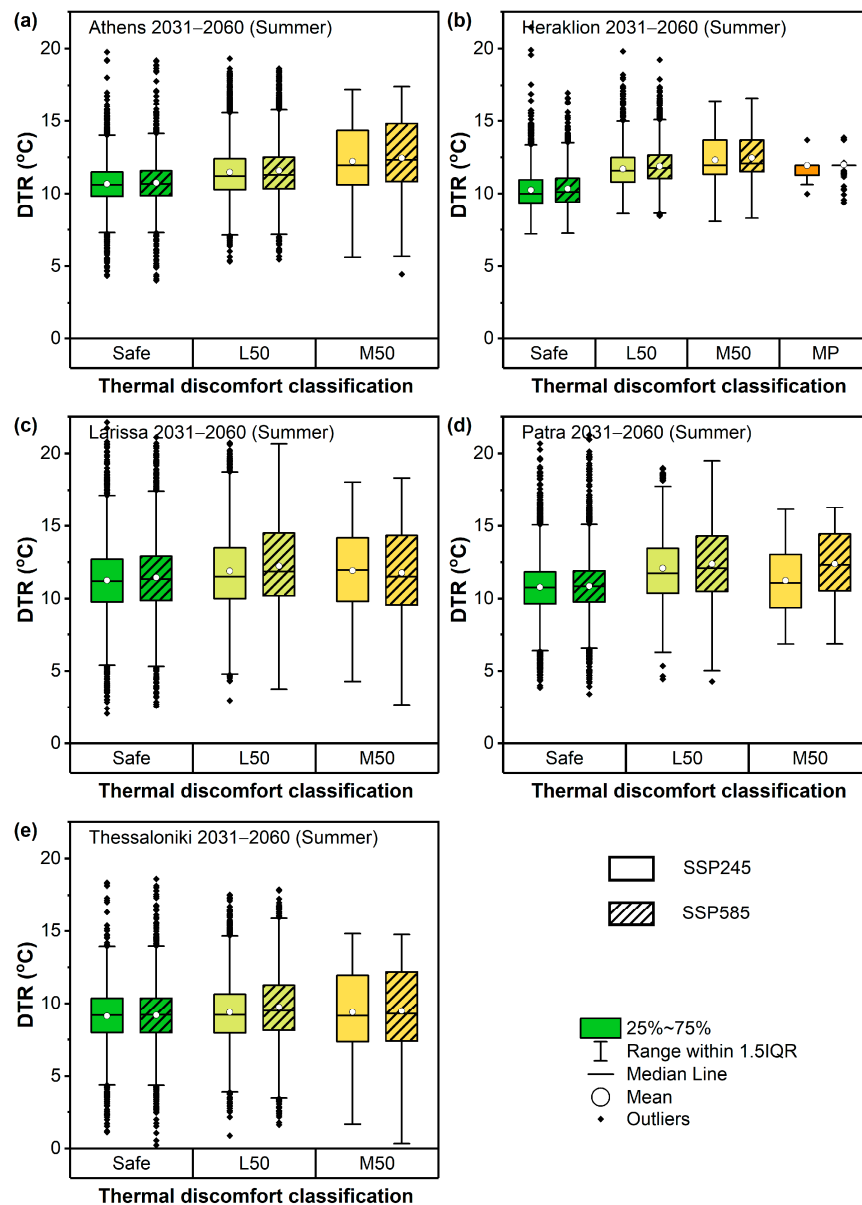 (a)
Athens 2031–2060 (Summer)
20
15
10
5
0
DTR (°C)
Safe L50 M50
Thermal discomfort classification
(b)
Heraklion 2031–2060 (Summer)
20
15
10
5
0
DTR (°C)
Safe L50 M50 MP
Thermal discomfort classification
(c)
Larissa 2031–2060 (Summer)
20
15
10
5
0
DTR (°C)
Safe L50 M50
Thermal discomfort classification
(d)
Patra 2031–2060 (Summer)
20
15
10
5
0
DTR (°C)
Safe L50 M50
Thermal discomfort classification
(e)
Thessaloniki 2031–2060 (Summer)
20
15
10
5
0
DTR (°C)
Safe L50 M50
Thermal discomfort classification
SSP245
SSP585
25%~75%
Range within 1.5IQR
Median Line
Mean
Outliers